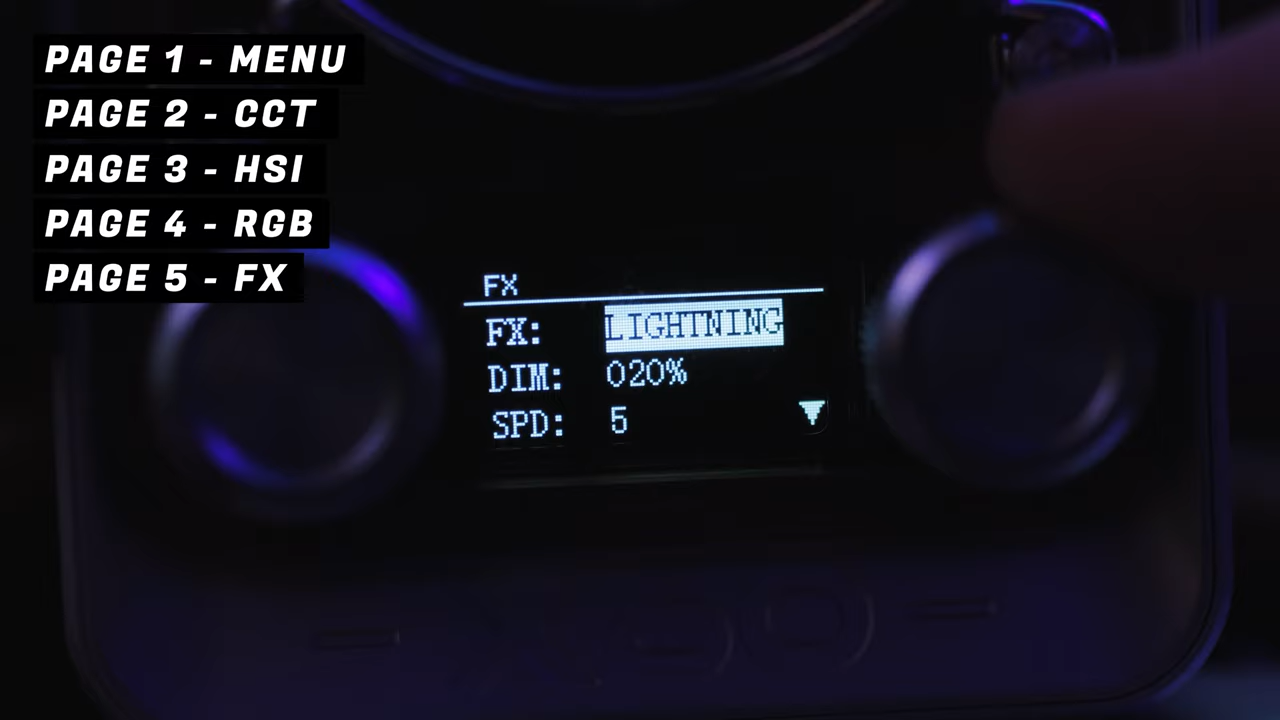 PAGE 1 - MENU
PAGE 2 - CCT
PAGE 3 - HSI
PAGE 4 - RGB
PAGE 5 - FX
FX
FX: LIGHTNING
DIM: 020%
SPD: 5